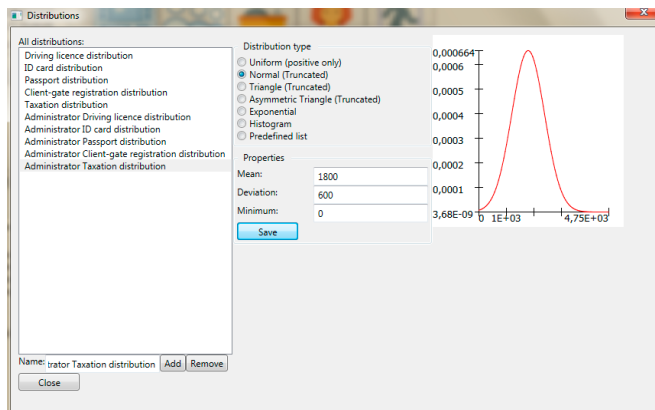 Distributions
All distributions:
Driving licence distribution
ID card distribution
Passport distribution
Client-gate registration distribution
Taxation distribution
Administrator Driving licence distribution
Administrator ID card distribution
Administrator Passport distribution
Administrator Client-gate registration distribution
Administrator Taxation distribution
Name: trator Taxation distribution Add Remove
Close
Distribution type
Uniform (positive only)
Normal (Truncated)
Triangle (Truncated)
Asymmetric Triangle (Truncated)
Exponential
Histogram
Predefined list
Properties
Mean: 1800
Deviation: 600
Minimum: 0
Save
0,000664
0,0006
0,0005
0,0004
0,0003
0,0002
0,0001
3,68E-09
0 1E+03 4,75E+03